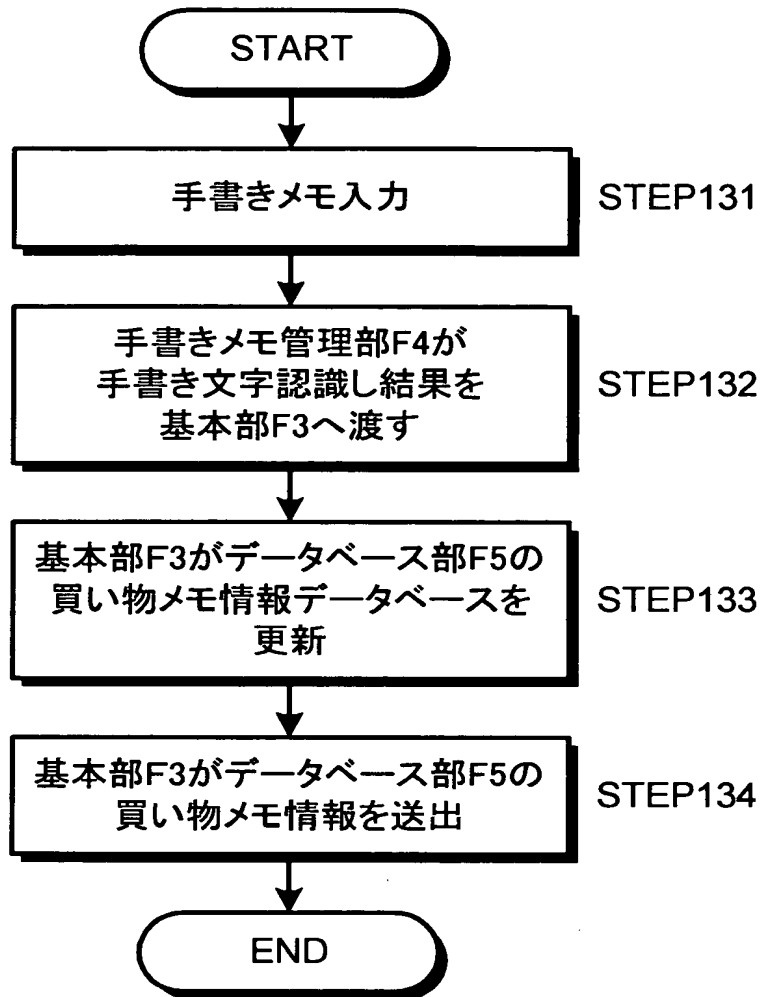 START
手書きメモ入力
STEP131
手書きメモ管理部F4が
手書き文字認識し結果を
基本部F3へ渡す
STEP132
基本部F3がデータベース部F5の
買い物メモ情報データベースを
更新
STEP133
基本部F3がデータベース部F5の
買い物メモ情報を送出
STEP134
END